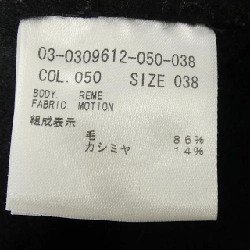 03-0309612-050-038
COL.050 SIZE 038
BODY REME
FABRIC MOTION
組成表示
毛 86%
カシミヤ 14%